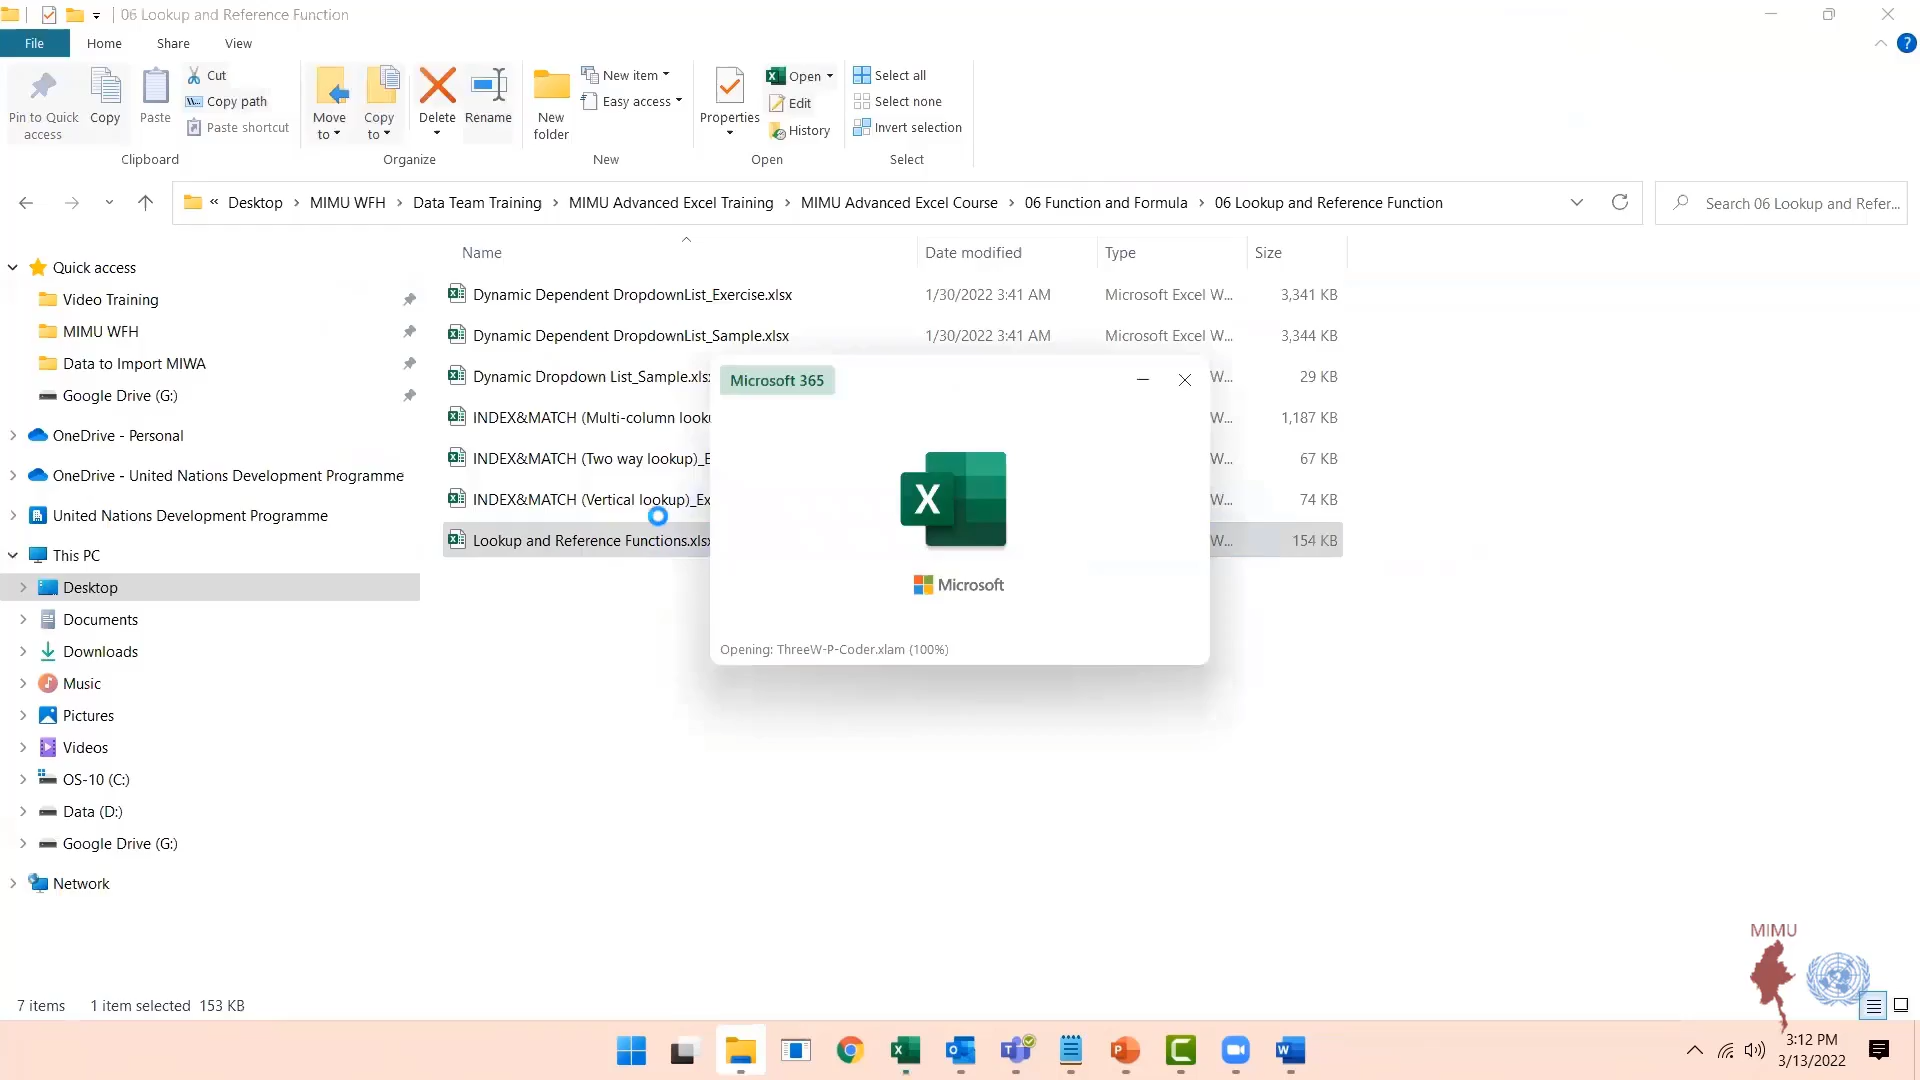 06 Lookup and Reference Function
File Home Share View
Pin to Quick access
Copy
Paste
Cut
Copy path
Paste shortcut
Clipboard
Move to
Copy to
Delete
Rename
Organize
New folder
New item
Easy access
New
Properties
Open
Edit
History
Open
Select all
Select none
Invert selection
Select
« Desktop › MIMU WFH › Data Team Training › MIMU Advanced Excel Training › MIMU Advanced Excel Course › 06 Function and Formula › 06 Lookup and Reference Function
Search 06 Lookup and Refer...
Name Date modified Type Size
Dynamic Dependent DropdownList_Exercise.xlsx 1/30/2022 3:41 AM Microsoft Excel W... 3,341 KB
Dynamic Dependent DropdownList_Sample.xlsx 1/30/2022 3:41 AM Microsoft Excel W... 3,344 KB
Dynamic Dropdown List_Sample.xls W... 29 KB
INDEX&MATCH (Multi-column look W... 1,187 KB
INDEX&MATCH (Two way lookup)_E W... 67 KB
INDEX&MATCH (Vertical lookup)_Ex W... 74 KB
Lookup and Reference Functions.xlsx W... 154 KB
Quick access
Video Training
MIMU WFH
Data to Import MIWA
Google Drive (G:)
OneDrive - Personal
OneDrive - United Nations Development Programme
United Nations Development Programme
This PC
Desktop
Documents
Downloads
Music
Pictures
Videos
OS-10 (C:)
Data (D:)
Google Drive (G:)
Network
Microsoft 365
X
Microsoft
Opening: ThreeW-P-Coder.xlam (100%)
MIMU
7 items 1 item selected 153 KB
3:12 PM
3/13/2022